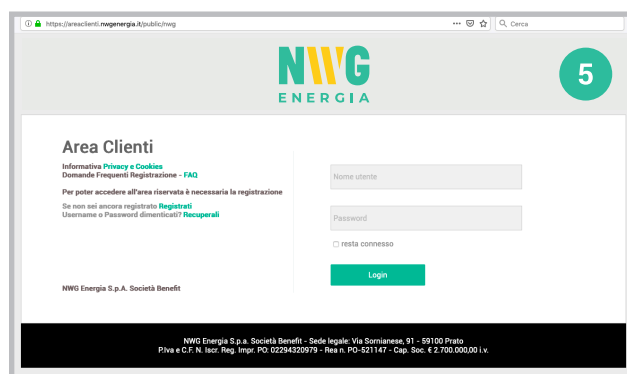 https://areaclienti.nwgenergia.it/public/nwg
Cerca
NWG
ENERGIA
5
Area Clienti
Informativa Privacy e Cookies
Domande Frequenti Registrazione - FAQ
Per poter accedere all'area riservata è necessaria la registrazione
Se non sei ancora registrato Registrati
Username o Password dimenticati? Recuperali
NWG Energia S.p.A. Società Benefit
Nome utente
Password
resta connesso
Login
NWG Energia S.p.a. Società Benefit - Sede legale: Via Sornianese, 91 - 59100 Prato
P.Iva e C.F. N. Iscr. Reg. Impr. PO: 02294320979 - Rea n. PO-521147 - Cap. Soc. € 2.700.000,00 i.v.